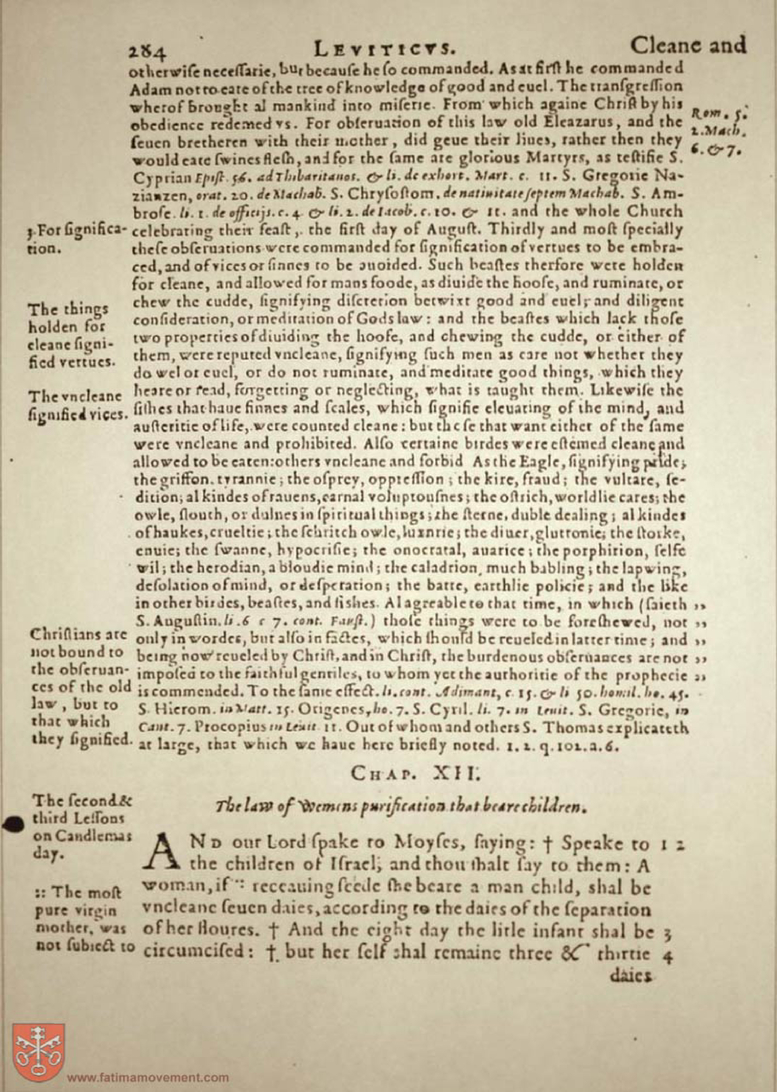 284 LEVITICVS. Cleane and
otherwiſe neceſſarie, but becauſe he ſo commanded. As at firſt he commanded
Adam not to eate of the tree of knowledge of good and euel. The tranſgreſſion
wherof brought al mankind into miſerie. From which againe Chriſt by his
obedience redemed vs. For obſeruation of this law old Eleazarus, and the
ſeuen bretheren with their mother, did geue their liues, rather then they
would eate ſwines fleſh, and for the ſame are glorious Martyrs, as teſtifie S.
Cyprian Epiſt. 56. ad Thibaritanos. & li. de exhort. Mart. c. 11. S. Gregorie Na-
zianzen, orat. 20. de Machab. S. Chryſoſtom. de natiuitate ſeptem Machab. S. Am-
broſe. li. 1. de officijs. c. 4. & li. 2. de Iacob. c. 10. & 11. and the whole Church
celebrating their feaſt, the firſt day of Auguſt. Thirdly and moſt ſpecially
theſe obſeruations were commanded for ſignification of vertues to be embra-
ced, and of vices or ſinnes to be auoided. Such beaſtes therfore were holden
for cleane, and allowed for mans foode, as diuide the hoofe, and ruminate, or
chew the cudde, ſignifying diſcretion betwixt good and euel; and diligent
conſideration, or meditation of Gods law: and the beaſtes which lack thoſe
two properties of diuiding the hoofe, and chewing the cudde, or either of
them, were reputed vncleane, ſignifying ſuch men as care not whether they
do wel or euel, or do not ruminate, and meditate good things, which they
heare or read, forgetting or neglecting, what is taught them. Likewiſe the
fiſhes that haue finnes and ſcales, which ſignifie eleuating of the mind, and
auſteritie of life, were counted cleane: but theſe that want either of the ſame
were vncleane and prohibited. Alſo certaine birdes were eſtemed cleane and
allowed to be eaten: others vncleane and forbid As the Eagle, ſignifying pride;
the griffon, tyrannie; the oſprey, oppreſſion; the kite, fraud; the vulture, ſe-
dition; al kindes of rauens, carnal voluptouſnes; the oſtrich, worldlie cares; the
owle, ſlouth, or dulnes in ſpiritual things; the ſterne, duble dealing; al kindes
of haukes, crueltie; the ſchritch owle, luxurie; the diuer, gluttonie; the ſtorke,
enuie; the ſwanne, hypocriſie; the onocratal, auarice; the porphirion, ſelfe
wil; the herodian, a bloudie mind; the caladrion, much babling; the lapwing,
deſolation of mind, or deſperation; the batte, earthlie policie; and the like
in other birdes, beaſtes, and fiſhes. Al agreable to that time, in which (ſaieth ,,
S. Auguſtin. li. 6 c 7. cont. Fauſt.) thoſe things were to be foreſhewed, not ,,
only in wordes, but alſo in factes, which ſhould be reueled in latter time; and ,,
being now reueled by Chriſt, and in Chriſt, the burdenous obſeruances are not ,,
impoſed to the faithful gentiles, to whom yet the authoritie of the prophecie ,,
is commended. To the ſame effect. li. cont. Adimant, c. 15. & li 50. homil. ho. 45.
S. Hierom. in Matt. 15. Origenes, ho. 7. S. Cyril. li. 7. in Leuit. S. Gregorie, in
Cant. 7. Procopius in Leuit. 11. Out of whom and others S. Thomas explicateth
at large, that which we haue here briefly noted. 1. 2. q. 102. a. 6.
Rom. 5.
2. Mach.
6. & 7.
3. For ſignifica-
tion.
The things
holden for
cleane ſigni-
fied vertues.
The vncleane
ſignified vices.
Chriſtians are
not bound to
the obſeruan-
ces of the old
law, but to
that which
they ſignified.
CHAP. XII.
The law of Wemens purification that beare children.
AND our Lord ſpake to Moyſes, ſaying: † Speake to 1 2
the children of Iſrael, and thou ſhalt ſay to them: A
woman, if :: receauing ſeede ſhe beare a man child, shal be
vncleane ſeuen daies, according to the daies of the ſeparation
of her floures. † And the eight day the litle infant shal be 3
circumciſed: † but her ſelf shal remaine three & thirtie 4
daies
The ſecond &
third Leſſons
on Candlemas
day.
:: The moſt
pure virgin
mother, was
not ſubiect to
www.fatimamovement.com